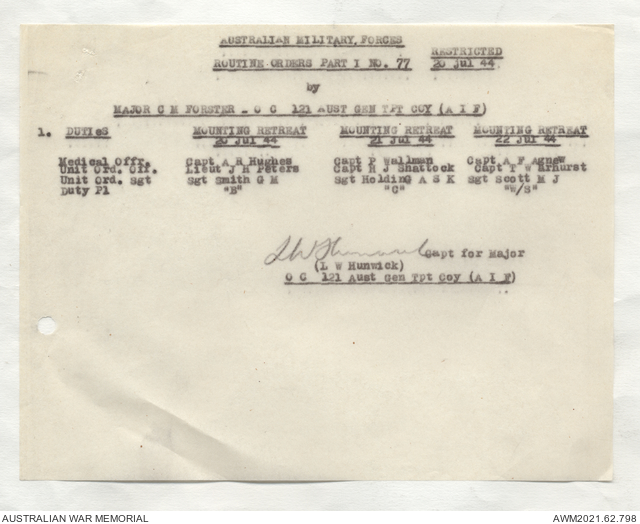 AUSTRALIAN MILITARY FORCES
RESTRICTED
ROUTINE ORDERS PART I NO. 77 20 Jul 44
by
MAJOR C M FORSTER - O C 121 AUST GEN TPT COY (A I F)
1. DUTIES MOUNTING RETREAT MOUNTING RETREAT MOUNTING RETREAT
20 Jul 44 21 Jul 44 22 Jul 44
Medical Offr. Capt A R Hughes Capt P Wallman Capt A F Agnew
Unit Ord. Off. Lieut J H Peters Capt R J Shattock Capt T W Arhurst
Unit Ord. Sgt Sgt Smith G M Sgt Holding A S K Sgt Scott M J
Duty Pl "B" "C" "W/S"
Capt for Major
(L W Hunwick)
O C 121 Aust Gen Tpt Coy (A I F)
AUSTRALIAN WAR MEMORIAL AWM2021.62.798